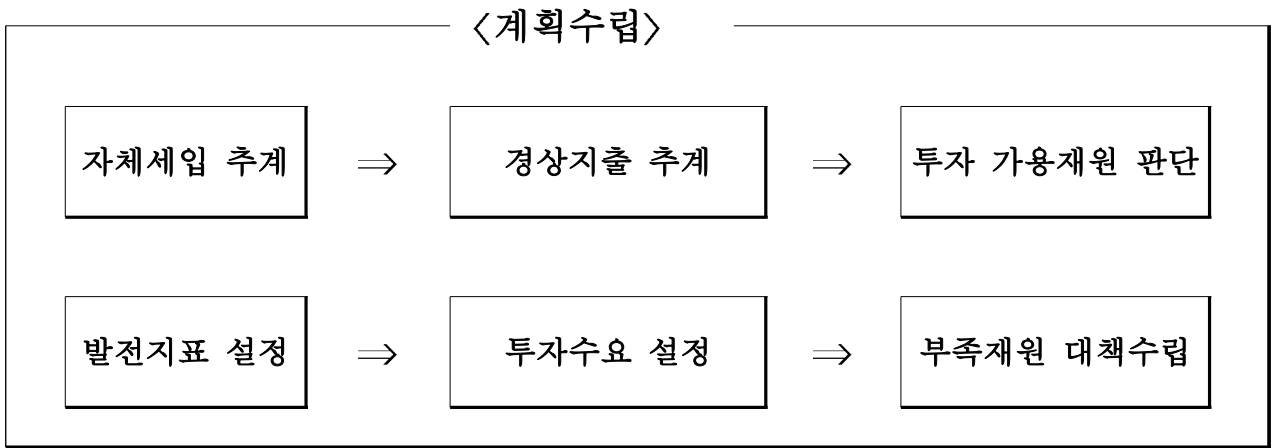 〈계획수립〉
자체세입 추계 ⇒ 경상지출 추계 ⇒ 투자 가용재원 판단
발전지표 설정 ⇒ 투자수요 설정 ⇒ 부족재원 대책수립